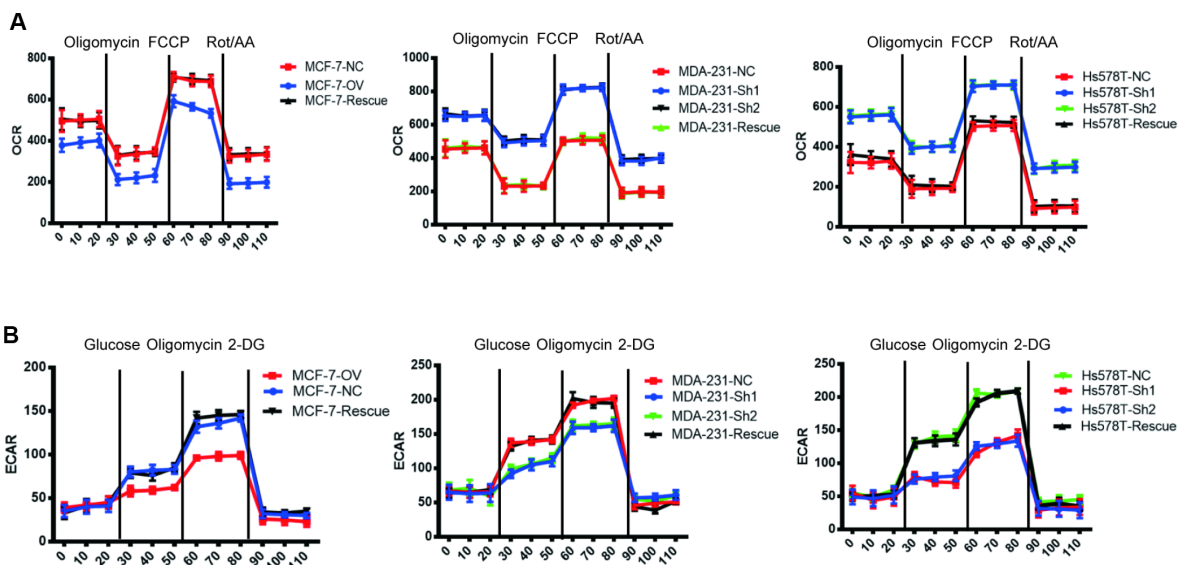 A
Oligomycin FCCP Rot/AA
MCF-7-NC
MCF-7-OV
MCF-7-Rescue
OCR
800
600
400
200
0
0 10 20 30 40 50 60 70 80 90 100 110
Oligomycin FCCP Rot/AA
MDA-231-NC
MDA-231-Sh1
MDA-231-Sh2
MDA-231-Rescue
OCR
1000
800
600
400
200
0
0 10 20 30 40 50 60 70 80 90 100 110
Oligomycin FCCP Rot/AA
Hs578T-NC
Hs578T-Sh1
Hs578T-Sh2
Hs578T-Rescue
OCR
800
600
400
200
0
0 10 20 30 40 50 60 70 80 90 100 110
B
Glucose Oligomycin 2-DG
MCF-7-OV
MCF-7-NC
MCF-7-Rescue
ECAR
200
150
100
50
0
0 10 20 30 40 50 60 70 80 90 100 110
Glucose Oligomycin 2-DG
MDA-231-NC
MDA-231-Sh1
MDA-231-Sh2
MDA-231-Rescue
ECAR
250
200
150
100
50
0
0 10 20 30 40 50 60 70 80 90 100 110
Glucose Oligomycin 2-DG
Hs578T-NC
Hs578T-Sh1
Hs578T-Sh2
Hs578T-Rescue
ECAR
250
200
150
100
50
0
0 10 20 30 40 50 60 70 80 90 100 110